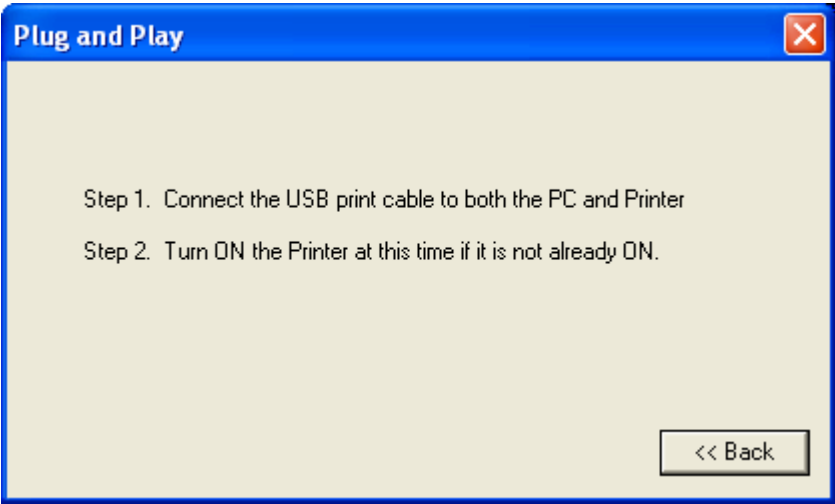 Plug and Play
Step 1. Connect the USB print cable to both the PC and Printer
Step 2. Turn ON the Printer at this time if it is not already ON.
<< Back